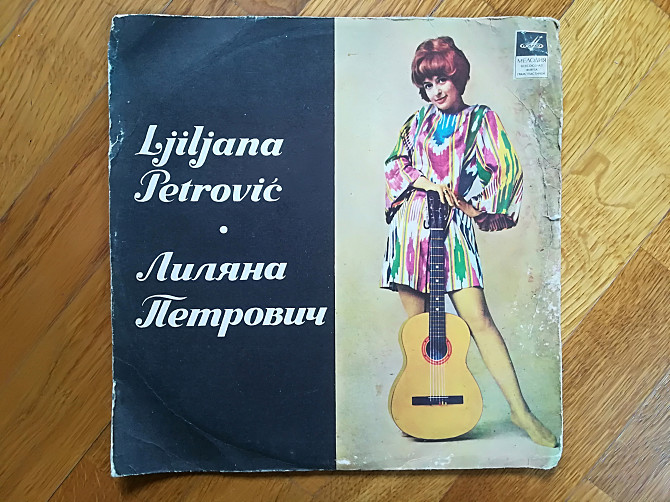 Ljiljana
Petrović
•
Лиляна
Петрович
МЕЛОДИЯ